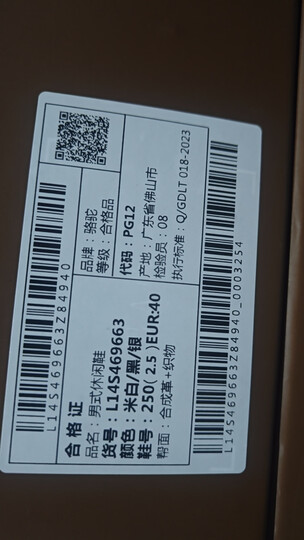 L14S469663Z84940
合格证
品名：男式休闲鞋
货号：L14S469663
颜色：米白/黑/银
鞋号：250(2.5)EUR:40
帮面：合成革+织物
品牌：骆驼
等级：合格品
代码：PG12
产地：广东省佛山市
检验员：08
执行标准：Q/GDLT 018-2023
L14S469663Z84940_0003254